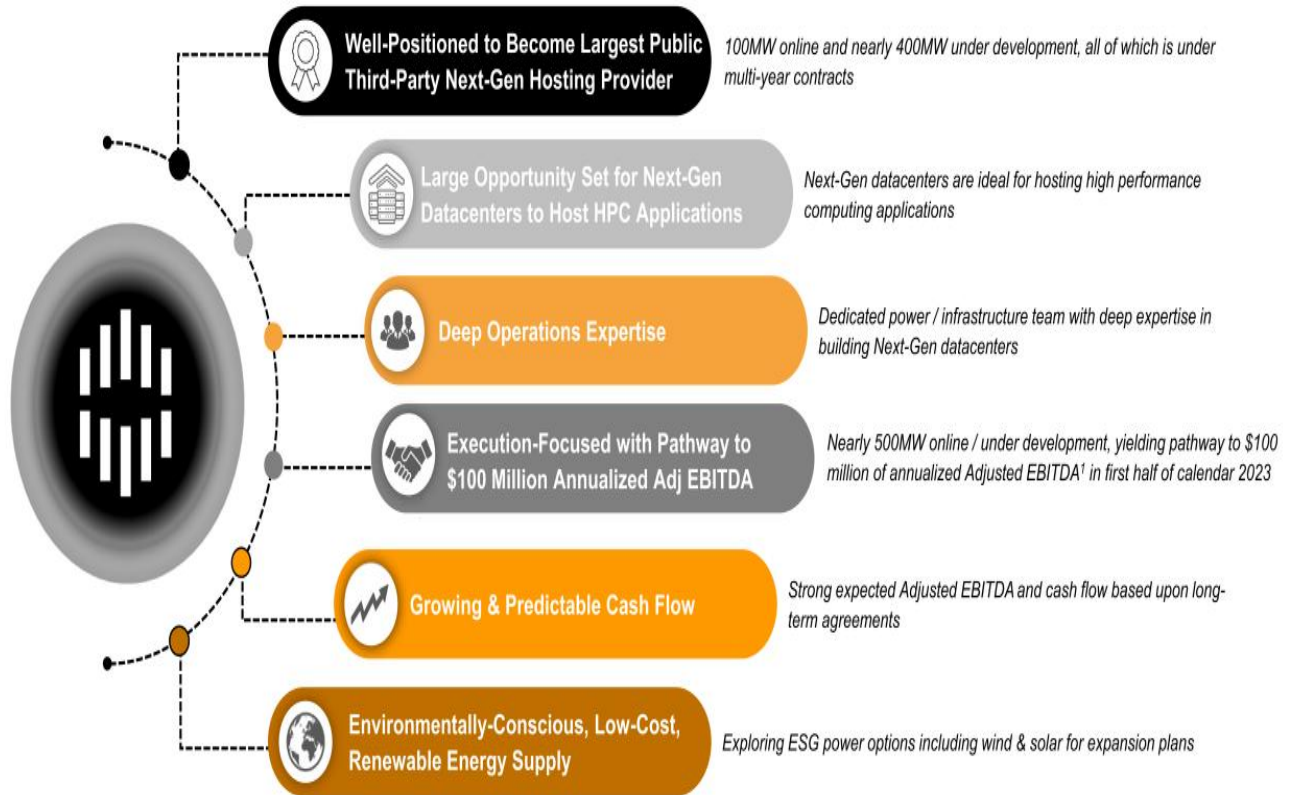 Well-Positioned to Become Largest Public
Third-Party Next-Gen Hosting Provider
100MW online and nearly 400MW under development, all of which is under
multi-year contracts
Large Opportunity Set for Next-Gen
Datacenters to Host HPC Applications
Next-Gen datacenters are ideal for hosting high performance
computing applications
Deep Operations Expertise
Dedicated power / infrastructure team with deep expertise in
building Next-Gen datacenters
Execution-Focused with Pathway to
$100 Million Annualized Adj EBITDA
Nearly 500MW online / under development, yielding pathway to $100
million of annualized Adjusted EBITDA¹ in first half of calendar 2023
Growing & Predictable Cash Flow
Strong expected Adjusted EBITDA and cash flow based upon long-
term agreements
Environmentally-Conscious, Low-Cost,
Renewable Energy Supply
Exploring ESG power options including wind & solar for expansion plans